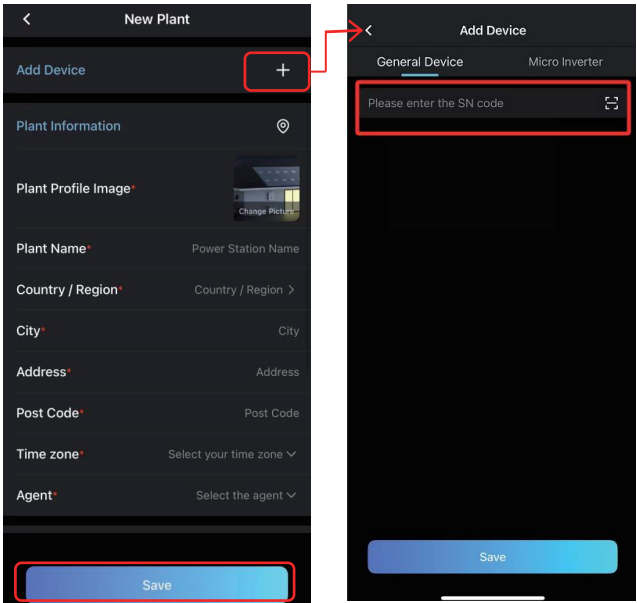 New Plant
Add Device
Plant Information
Plant Profile Image*
Change Picture
Plant Name* Power Station Name
Country / Region* Country / Region >
City* City
Address* Address
Post Code* Post Code
Time zone* Select your time zone
Agent* Select the agent
Save
Add Device
General Device Micro Inverter
Please enter the SN code
Save